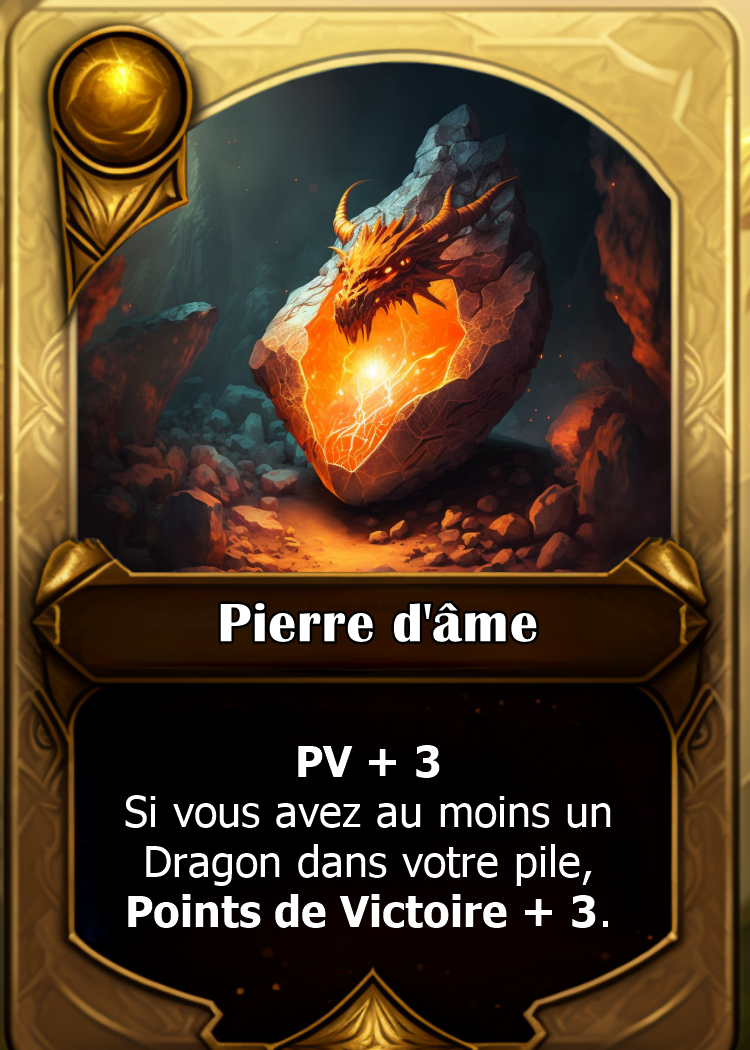 Pierre d'âme
PV + 3
Si vous avez au moins un
Dragon dans votre pile,
Points de Victoire + 3.